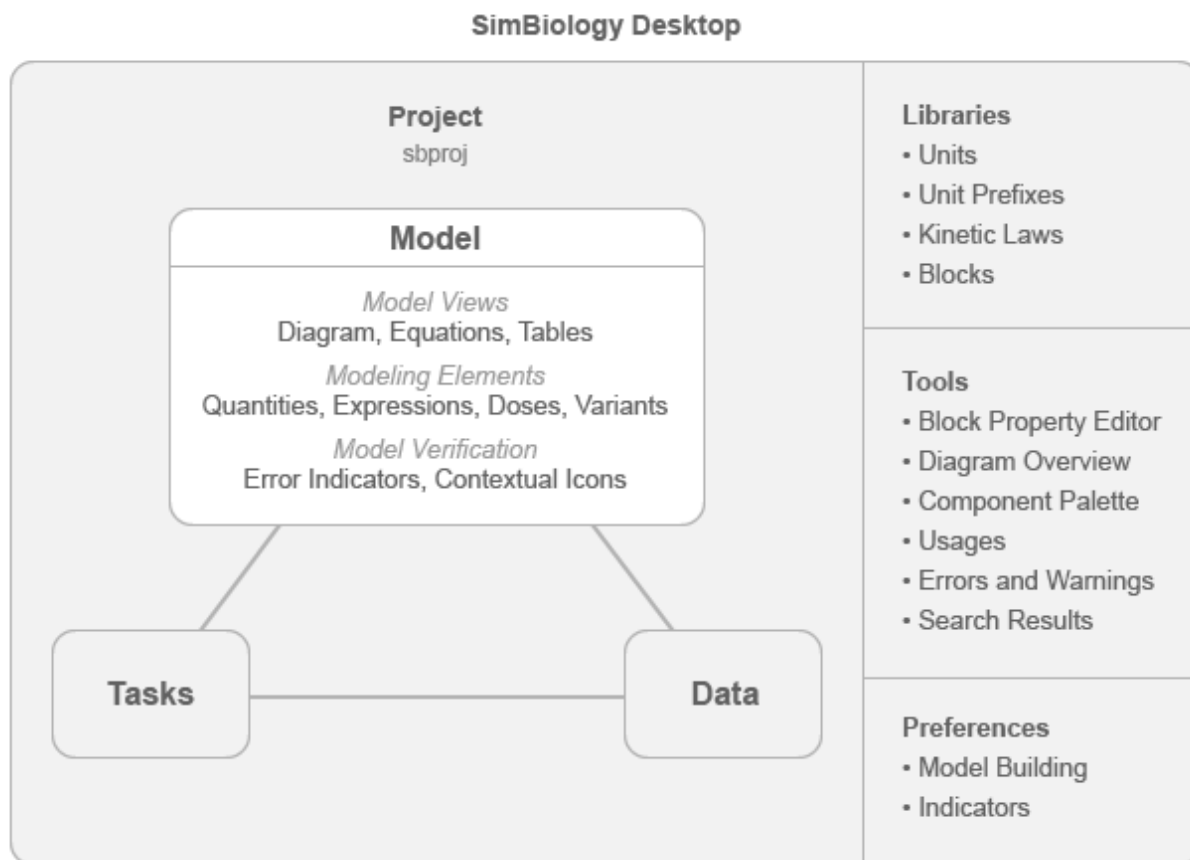 SimBiology Desktop
Project
sbproj
Model
Model Views
Diagram, Equations, Tables
Modeling Elements
Quantities, Expressions, Doses, Variants
Model Verification
Error Indicators, Contextual Icons
Tasks
Data
Libraries
• Units
• Unit Prefixes
• Kinetic Laws
• Blocks
Tools
• Block Property Editor
• Diagram Overview
• Component Palette
• Usages
• Errors and Warnings
• Search Results
Preferences
• Model Building
• Indicators